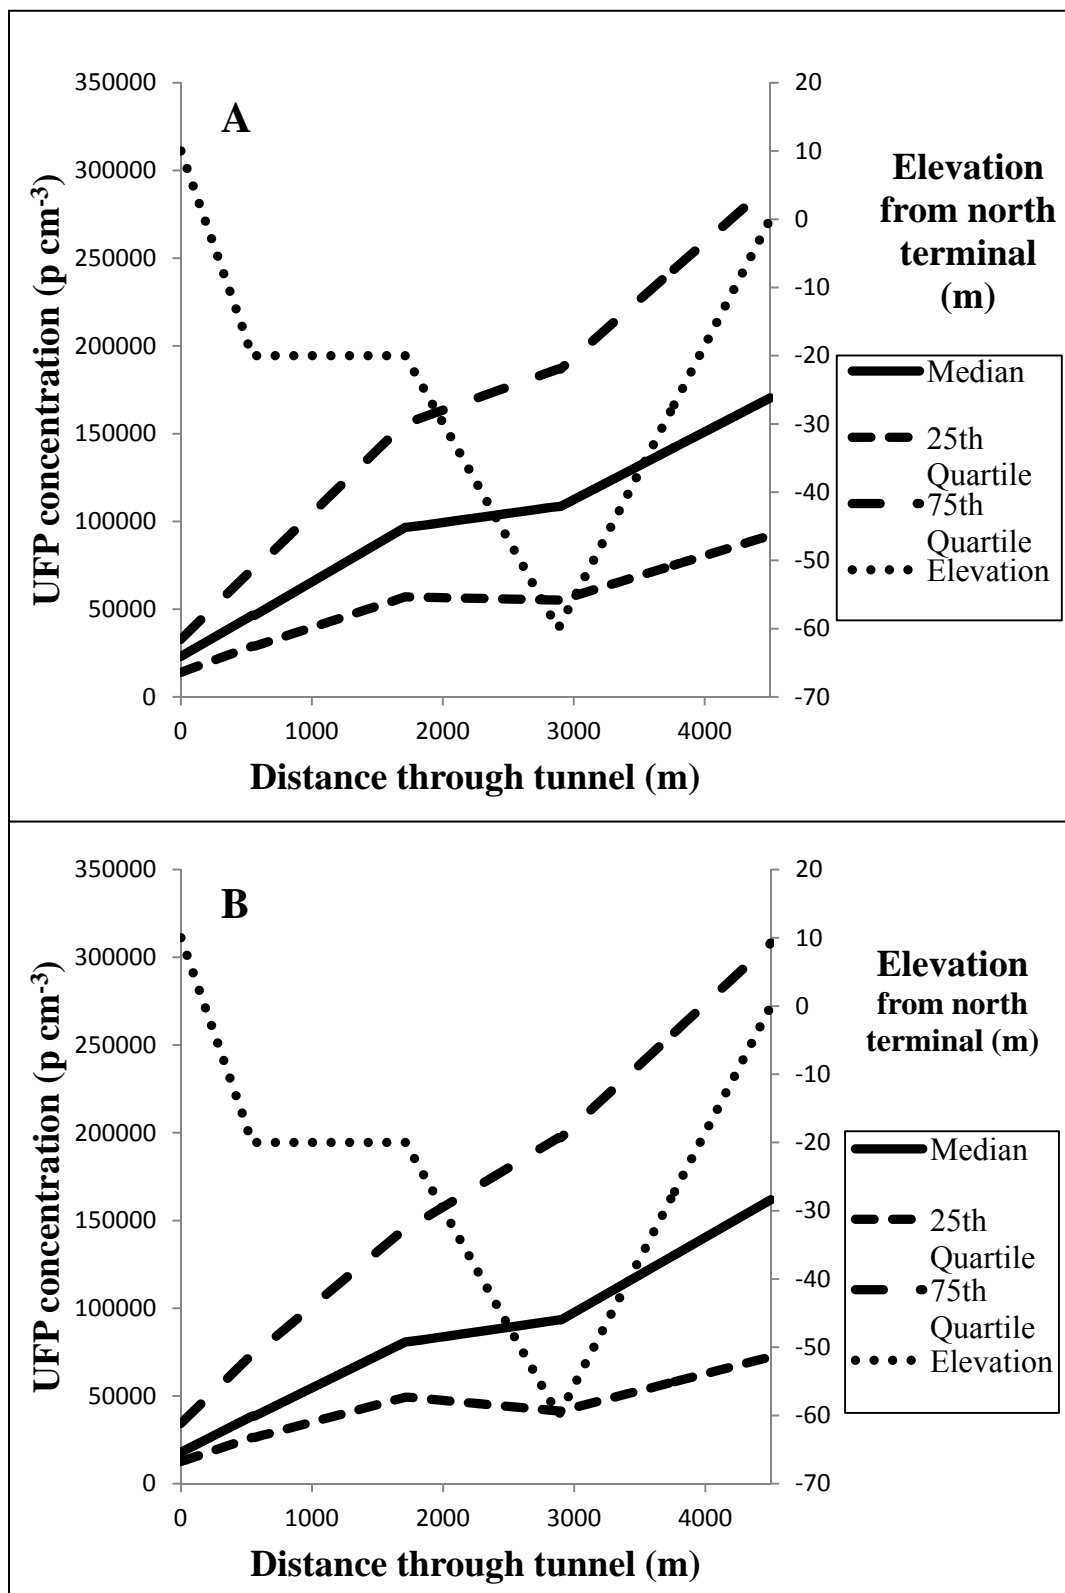 A
UFP concentration (p cm-3)
350000
300000
250000
200000
150000
100000
50000
0
0 1000 2000 3000 4000
Distance through tunnel (m)
20
10
0
-10
-20
-30
-40
-50
-60
-70
Elevation
from north
terminal
(m)
Median
25th
Quartile
75th
Quartile
Elevation
B
UFP concentration (p cm-3)
350000
300000
250000
200000
150000
100000
50000
0
0 1000 2000 3000 4000
Distance through tunnel (m)
20
10
0
-10
-20
-30
-40
-50
-60
-70
Elevation
from north
terminal (m)
Median
25th
Quartile
75th
Quartile
Elevation